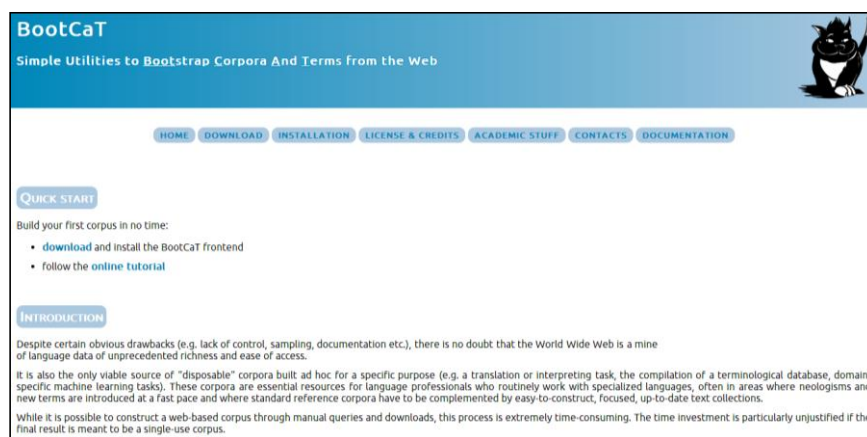 BootCaT
Simple Utilities to Bootstrap Corpora And Terms from the Web
HOME DOWNLOAD INSTALLATION LICENSE & CREDITS ACADEMIC STUFF CONTACTS DOCUMENTATION
QUICK START
Build your first corpus in no time:
• download and install the BootCaT frontend
• follow the online tutorial
INTRODUCTION
Despite certain obvious drawbacks (e.g. lack of control, sampling, documentation etc.), there is no doubt that the World Wide Web is a mine
of language data of unprecedented richness and ease of access.
It is also the only viable source of "disposable" corpora built ad hoc for a specific purpose (e.g. a translation or interpreting task, the compilation of a terminological database, domain
specific machine learning tasks). These corpora are essential resources for language professionals who routinely work with specialized languages, often in areas where neologisms and
new terms are introduced at a fast pace and where standard reference corpora have to be complemented by easy-to-construct, focused, up-to-date text collections.
While it is possible to construct a web-based corpus through manual queries and downloads, this process is extremely time-consuming. The time investment is particularly unjustified if the
final result is meant to be a single-use corpus.